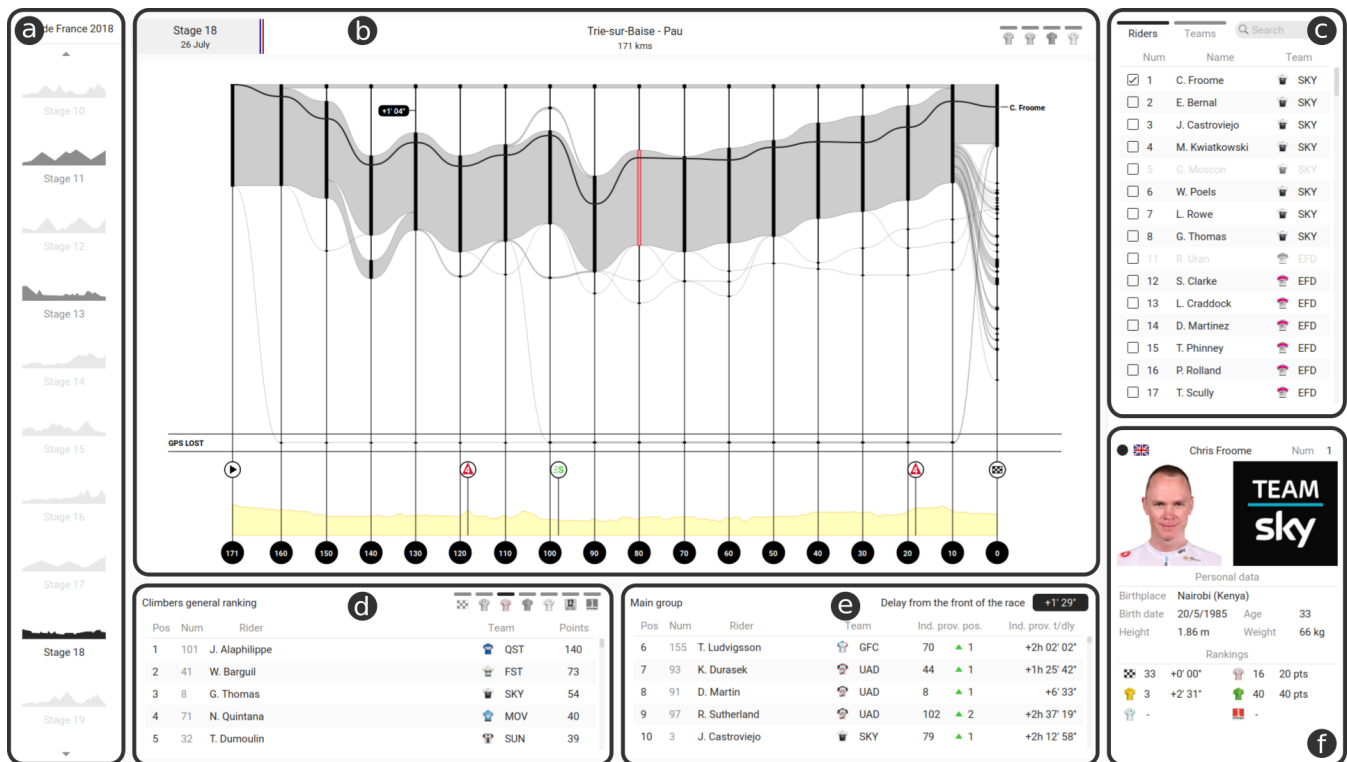 a
de France 2018
Stage 10
Stage 11
Stage 12
Stage 13
Stage 14
Stage 15
Stage 16
Stage 17
Stage 18
Stage 19
Stage 18
26 July
b
Trie-sur-Baise - Pau
171 kms
+1' 04"
C. Froome
GPS LOST
4
S
4
171 160 150 140 130 120 110 100 90 80 70 60 50 40 30 20 10 0
Riders Teams Search c
Num Name Team
1 C. Froome SKY
2 E. Bernal SKY
3 J. Castroviejo SKY
4 M. Kwiatkowski SKY
5 G. Moscon SKY
6 W. Poels SKY
7 L. Rowe SKY
8 G. Thomas SKY
11 R. Uran EFD
12 S. Clarke EFD
13 L. Craddock EFD
14 D. Martinez EFD
15 T. Phinney EFD
16 P. Rolland EFD
17 T. Scully EFD
Climbers general ranking d 12
Pos Num Rider Team Points
1 101 J. Alaphilippe QST 140
2 41 W. Barguil FST 73
3 8 G. Thomas SKY 54
4 71 N. Quintana MOV 40
5 32 T. Dumoulin SUN 39
Main group e Delay from the front of the race +1' 29"
Pos Num Rider Team Ind. prov. pos. Ind. prov. t/dly
6 155 T. Ludvigsson GFC 70 1 +2h 02' 02"
7 93 K. Durasek UAD 44 1 +1h 25' 42"
8 91 D. Martin UAD 8 1 +6' 33"
9 97 R. Sutherland UAD 102 2 +2h 37' 19"
10 3 J. Castroviejo SKY 79 1 +2h 12' 58"
Chris Froome Num 1
TEAM
sky
Personal data
Birthplace Nairobi (Kenya)
Birth date 20/5/1985 Age 33
Height 1.86 m Weight 66 kg
Rankings
33 +0' 00" 16 20 pts
3 +2' 31" 40 40 pts
- -
f